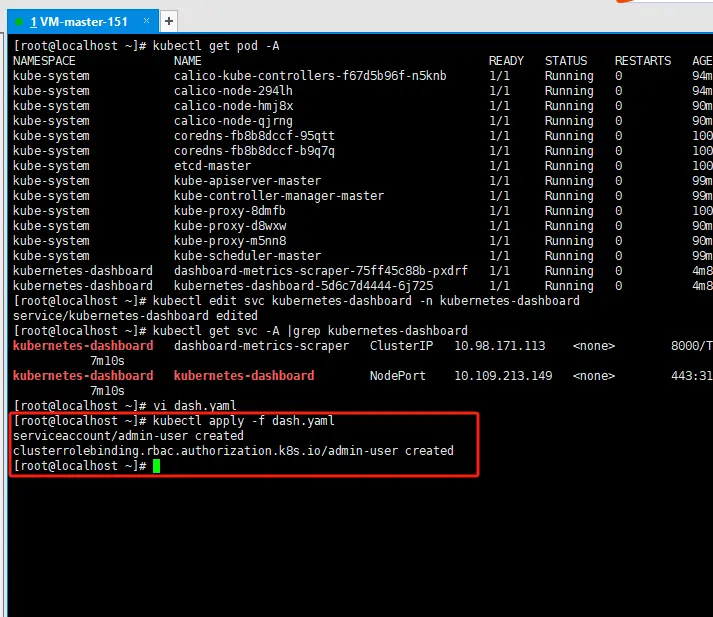 1 VM-master-151 × +
[root@localhost ~]# kubectl get pod -A
NAMESPACE NAME READY STATUS RESTARTS AGE
kube-system calico-kube-controllers-f67d5b96f-n5knb 1/1 Running 0 94m
kube-system calico-node-294lh 1/1 Running 0 94m
kube-system calico-node-hmj8x 1/1 Running 0 90m
kube-system calico-node-qjrng 1/1 Running 0 90m
kube-system coredns-fb8b8dccf-95qtt 1/1 Running 0 100
kube-system coredns-fb8b8dccf-b9q7q 1/1 Running 0 100
kube-system etcd-master 1/1 Running 0 99m
kube-system kube-apiserver-master 1/1 Running 0 99m
kube-system kube-controller-manager-master 1/1 Running 0 99m
kube-system kube-proxy-8dmfb 1/1 Running 0 100
kube-system kube-proxy-d8wxw 1/1 Running 0 90m
kube-system kube-proxy-m5nn8 1/1 Running 0 90m
kube-system kube-scheduler-master 1/1 Running 0 99m
kubernetes-dashboard dashboard-metrics-scraper-75ff45c88b-pxdrf 1/1 Running 0 4m8
kubernetes-dashboard kubernetes-dashboard-5d6c7d4444-6j725 1/1 Running 0 4m8
[root@localhost ~]# kubectl edit svc kubernetes-dashboard -n kubernetes-dashboard
service/kubernetes-dashboard edited
[root@localhost ~]# kubectl get svc -A |grep kubernetes-dashboard
kubernetes-dashboard dashboard-metrics-scraper ClusterIP 10.98.171.113 <none> 8000/T
7m10s
kubernetes-dashboard kubernetes-dashboard NodePort 10.109.213.149 <none> 443:31
7m10s
[root@localhost ~]# vi dash.yaml
[root@localhost ~]# kubectl apply -f dash.yaml
serviceaccount/admin-user created
clusterrolebinding.rbac.authorization.k8s.io/admin-user created
[root@localhost ~]#